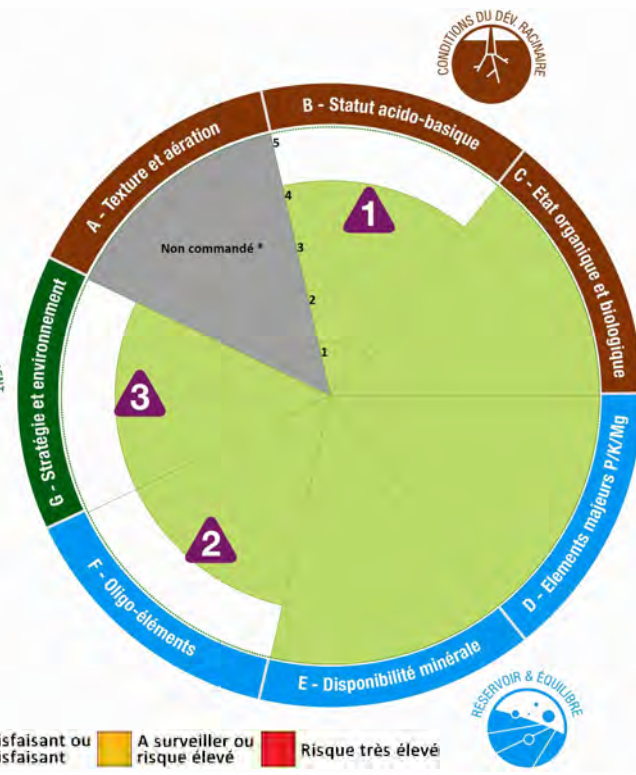 CONDITIONS DU DÉV. RACINAIRE
B - Statut acido-basique
A - Texture et aération
C - Etat organique et biologique
5
4
3
2
1
Non commandé *
1
3
2
G - Stratégie et environnement
F - Oligo-éléments
E - Disponibilité minérale
D - Elements majeurs P/K/Mg
RÉSERVOIR & ÉQUILIBRE
isfaisant ou
isfaisant
A surveiller ou
risque élevé
Risque très élevé